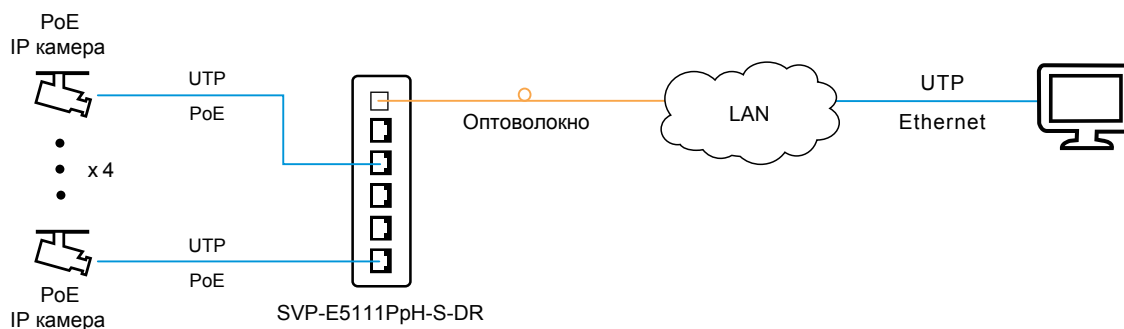 PoE
IP камера
UTP
PoE
x 4
UTP
PoE
PoE
IP камера
SVP-E5111PpH-S-DR
Оптоволокно
LAN
UTP
Ethernet